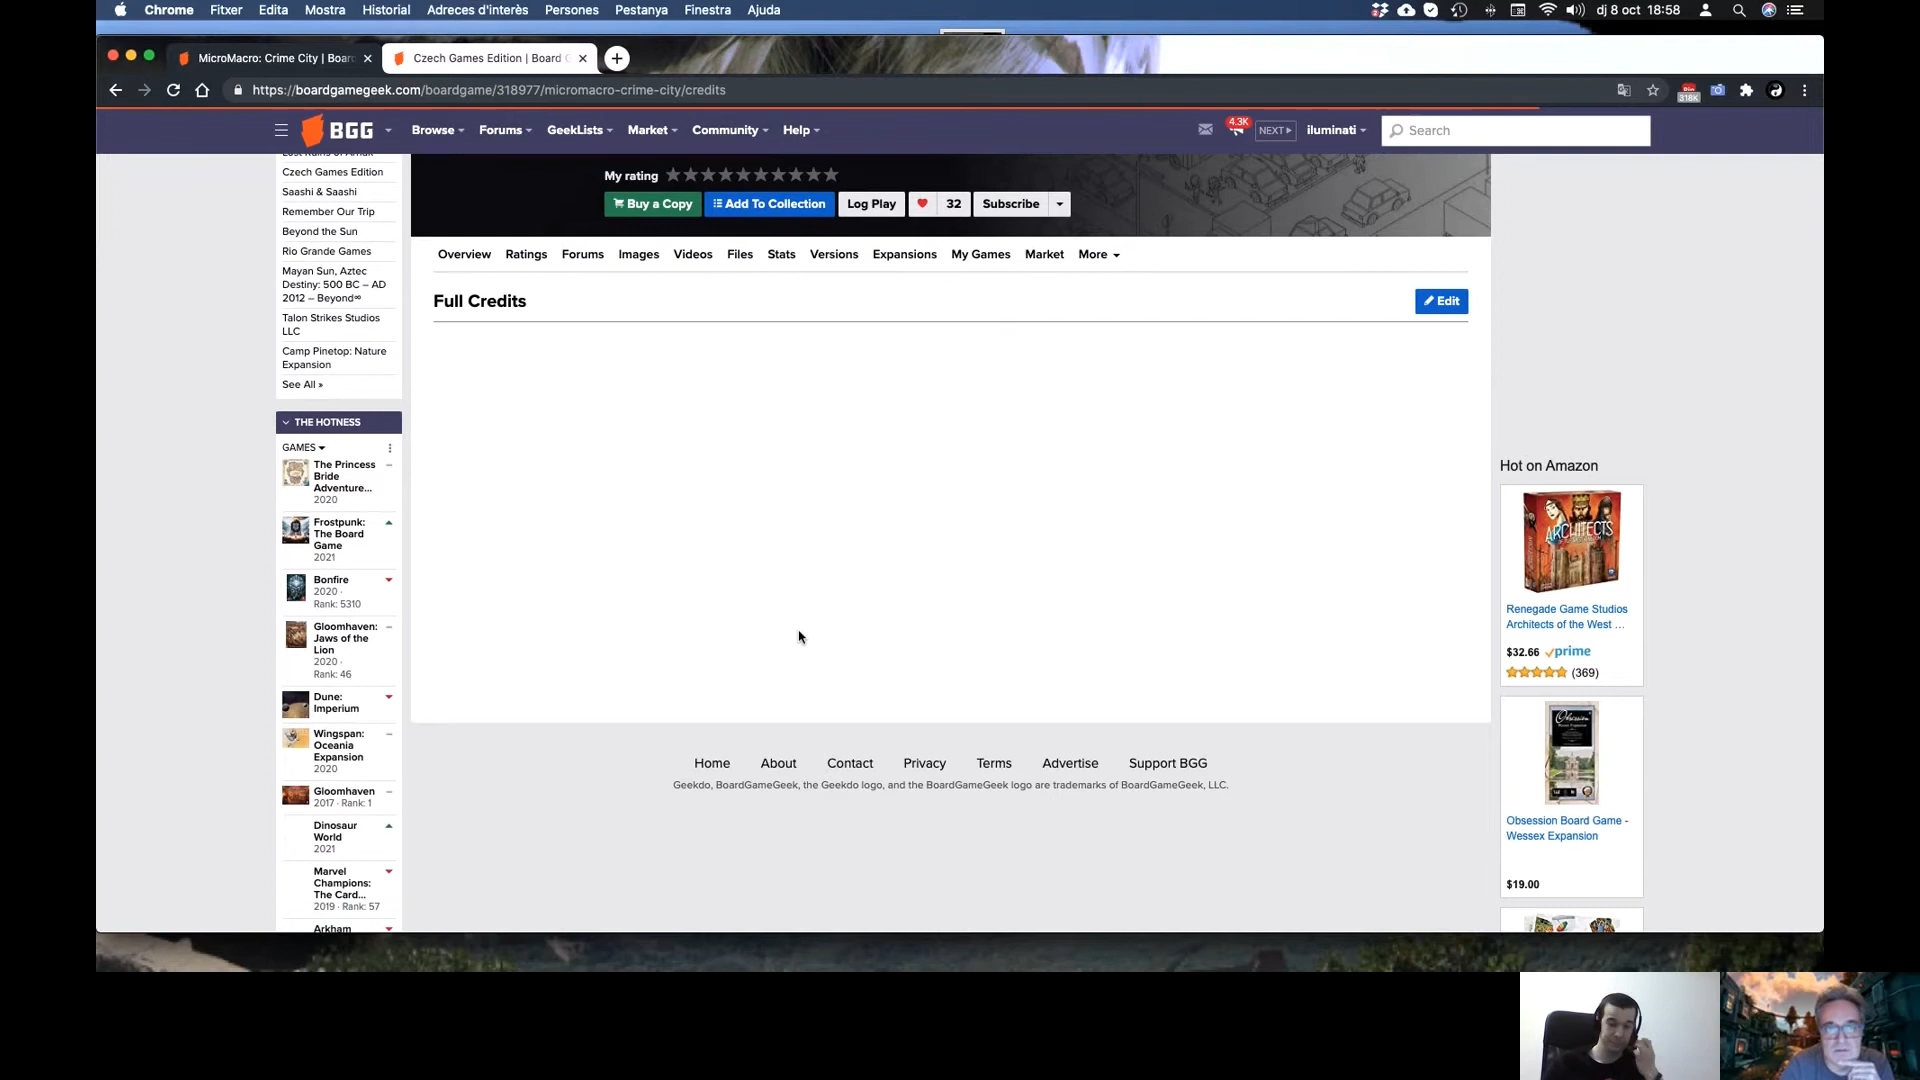 Chrome Fitxer Edita Mostra Historial Adreces d'interès Persones Pestanya Finestra Ajuda dj 8 oct 18:58
MicroMacro: Crime City | Boar
Czech Games Edition | Board G
https://boardgamegeek.com/boardgame/318977/micromacro-crime-city/credits
318K
BGG Browse Forums GeekLists Market Community Help 4.3K NEXT iluminati Search
Czech Games Edition
Saashi & Saashi
Remember Our Trip
Beyond the Sun
Rio Grande Games
Mayan Sun, Aztec
Destiny: 500 BC – AD
2012 – Beyond∞
Talon Strikes Studios
LLC
Camp Pinetop: Nature
Expansion
See All »
THE HOTNESS
GAMES
The Princess
Bride
Adventure...
2020
Frostpunk:
The Board
Game
2021
Bonfire
2020 ·
Rank: 5310
Gloomhaven:
Jaws of the
Lion
2020 ·
Rank: 46
Dune:
Imperium
Wingspan:
Oceania
Expansion
2020
Gloomhaven
2017 · Rank: 1
Dinosaur
World
2021
Marvel
Champions:
The Card...
2019 · Rank: 57
Arkham
My rating
Buy a Copy Add To Collection Log Play 32 Subscribe
Overview Ratings Forums Images Videos Files Stats Versions Expansions My Games Market More
Full Credits
Edit
Home About Contact Privacy Terms Advertise Support BGG
Geekdo, BoardGameGeek, the Geekdo logo, and the BoardGameGeek logo are trademarks of BoardGameGeek, LLC.
Hot on Amazon
ARCHITECTS
Renegade Game Studios
Architects of the West ...
$32.66 prime
(369)
Obsession
Obsession Board Game -
Wessex Expansion
$19.00